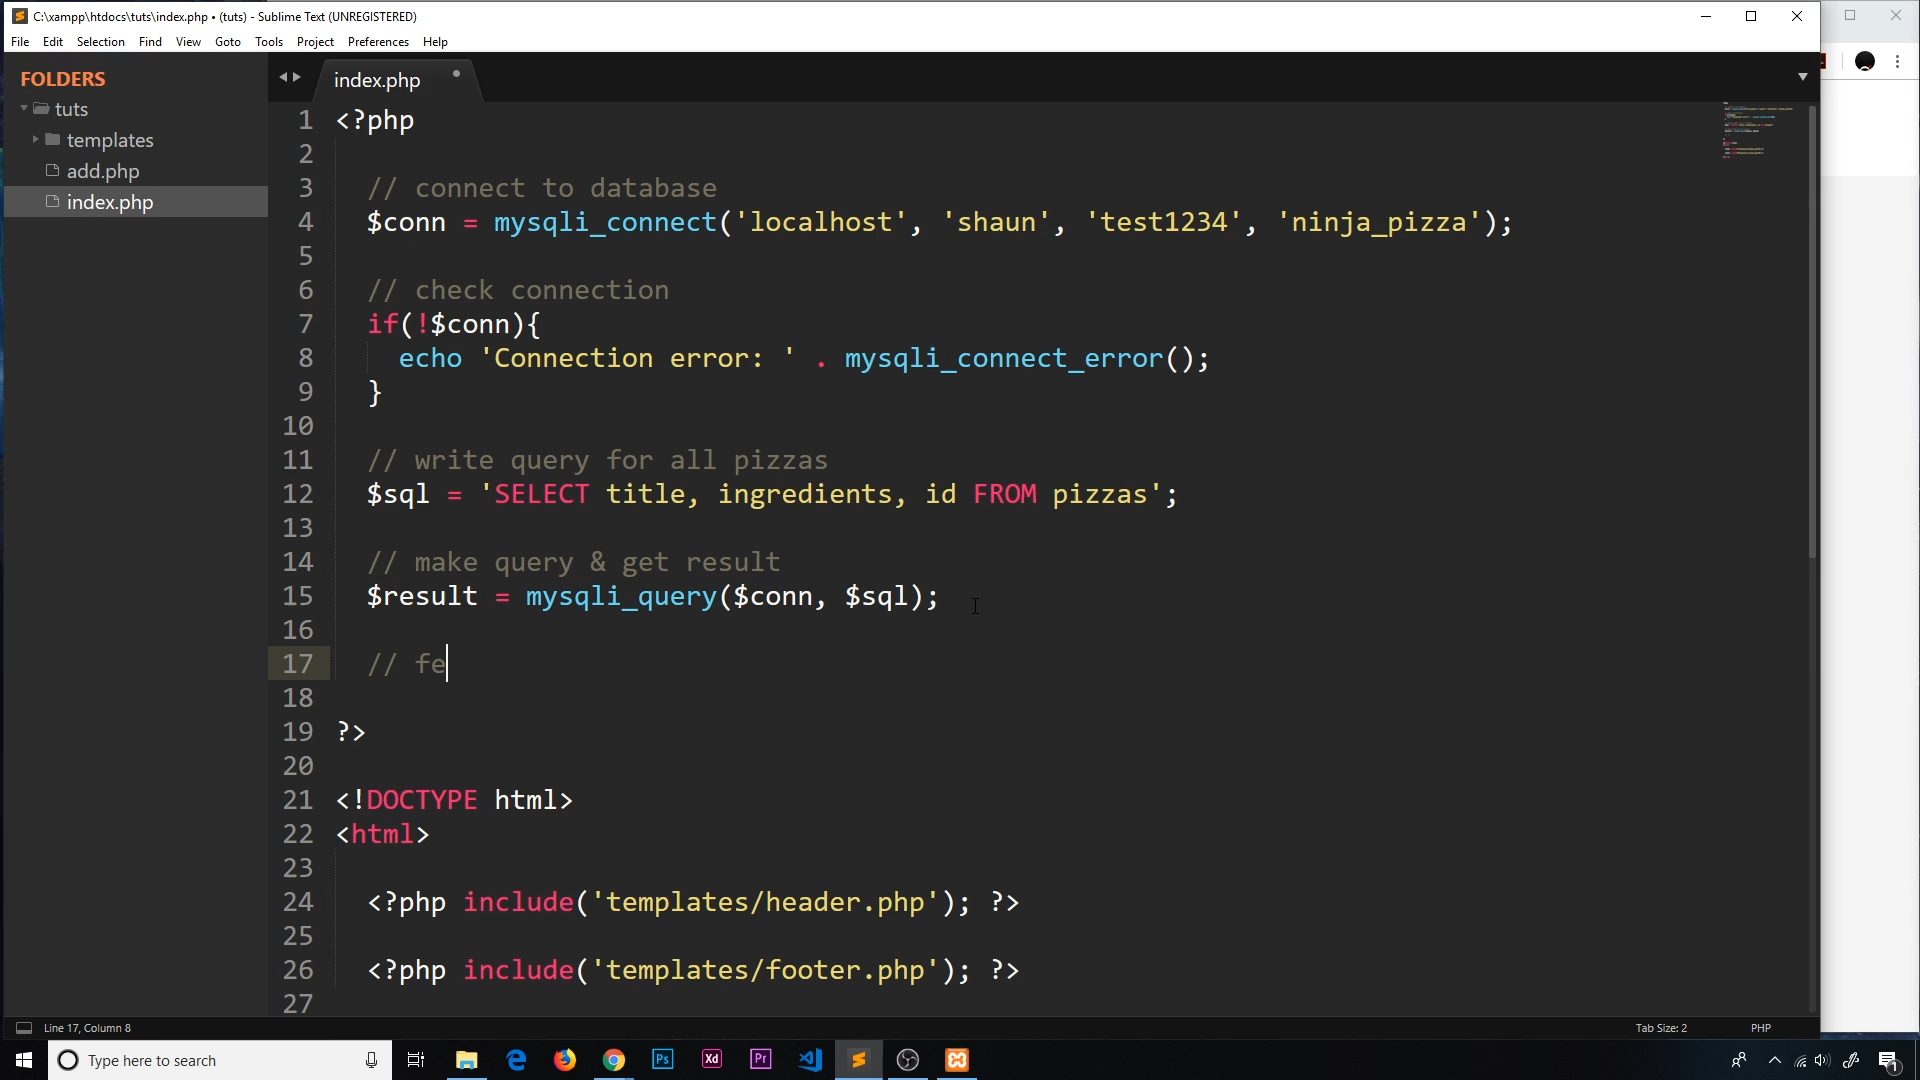 C:\xampp\htdocs\tuts\index.php • (tuts) - Sublime Text (UNREGISTERED)
File Edit Selection Find View Goto Tools Project Preferences Help
FOLDERS
tuts
templates
add.php
index.php
index.php
1 <?php
2
3 // connect to database
4 $conn = mysqli_connect('localhost', 'shaun', 'test1234', 'ninja_pizza');
5
6 // check connection
7 if(!$conn){
8 echo 'Connection error: ' . mysqli_connect_error();
9 }
10
11 // write query for all pizzas
12 $sql = 'SELECT title, ingredients, id FROM pizzas';
13
14 // make query & get result
15 $result = mysqli_query($conn, $sql);
16
17 // fe
18
19 ?>
20
21 <!DOCTYPE html>
22 <html>
23
24 <?php include('templates/header.php'); ?>
25
26 <?php include('templates/footer.php'); ?>
27
Line 17, Column 8
Tab Size: 2
PHP
Type here to search
Ps
Xd
Pr
1